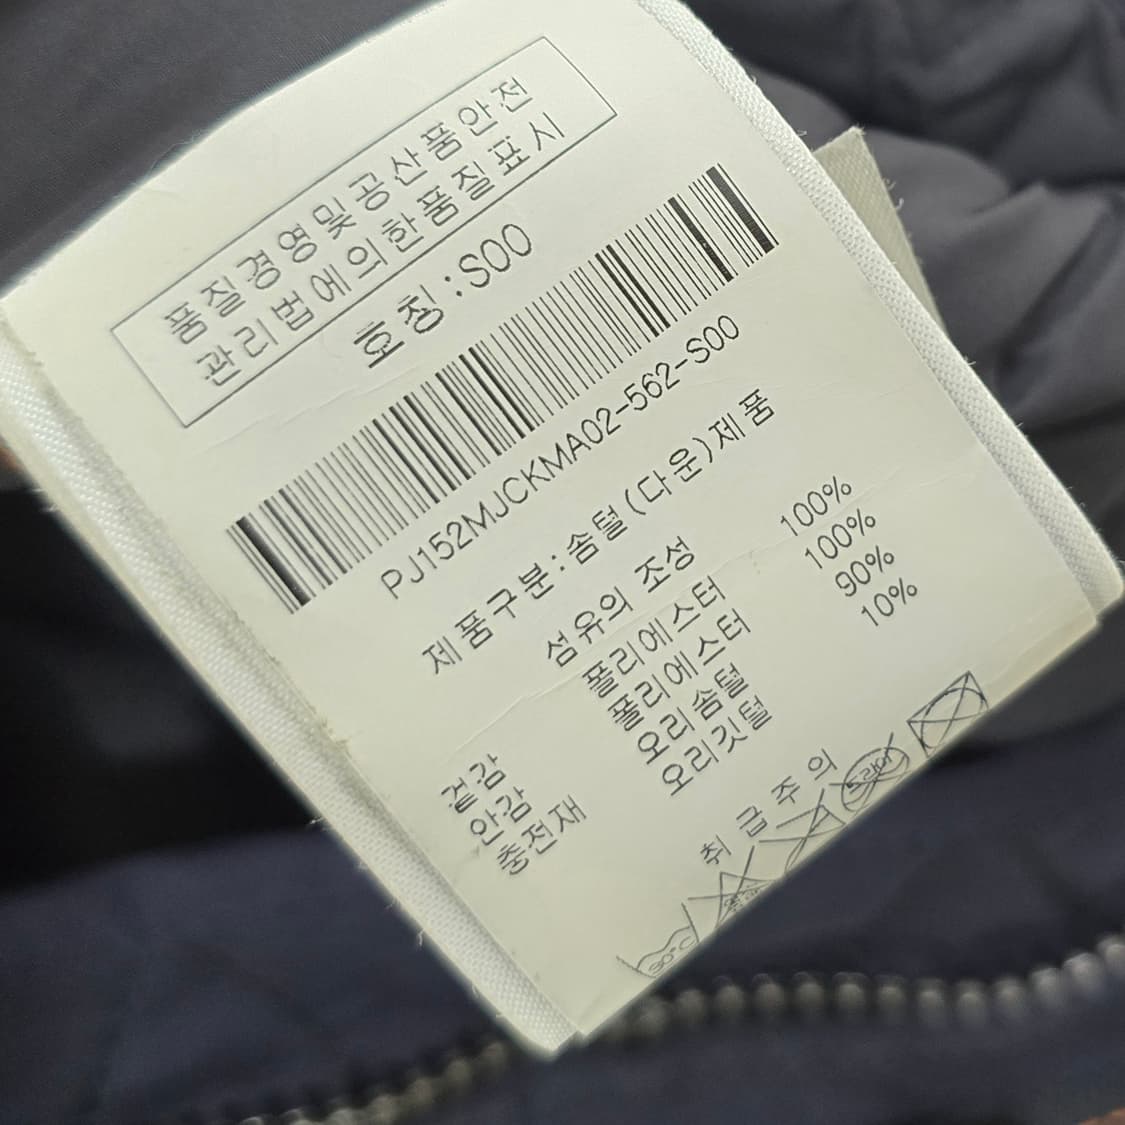 품질경영및공산품안전
관리법에의한품질표시
호칭:S00
PJ152MJCKMA02-562-S00
제품구분:솜털(다운)제품
섬유의 조성
겉감 폴리에스터 100%
안감 폴리에스터 100%
충전재 오리솜털 90%
오리깃털 10%
취급주의
드라이